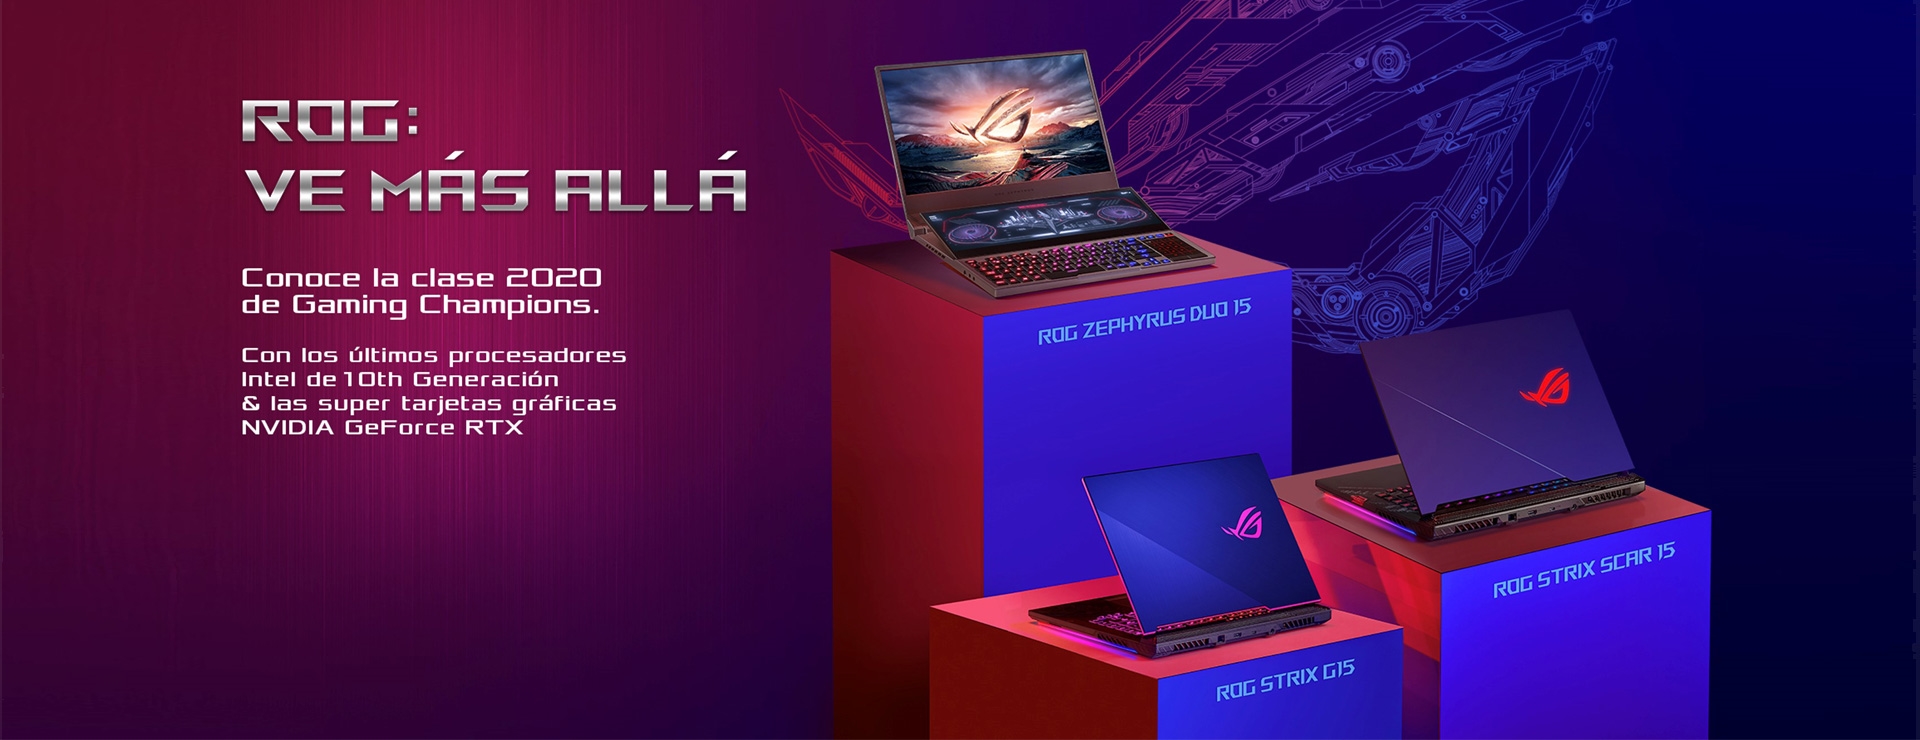 ROG:
VE MÁS ALLÁ
Conoce la clase 2020
de Gaming Champions.
Con los últimos procesadores
Intel de 10th Generación
& las super tarjetas gráficas
NVIDIA GeForce RTX
ROG ZEPHYRUS DUO 15
ROG STRIX SCAR 15
ROG STRIX G15